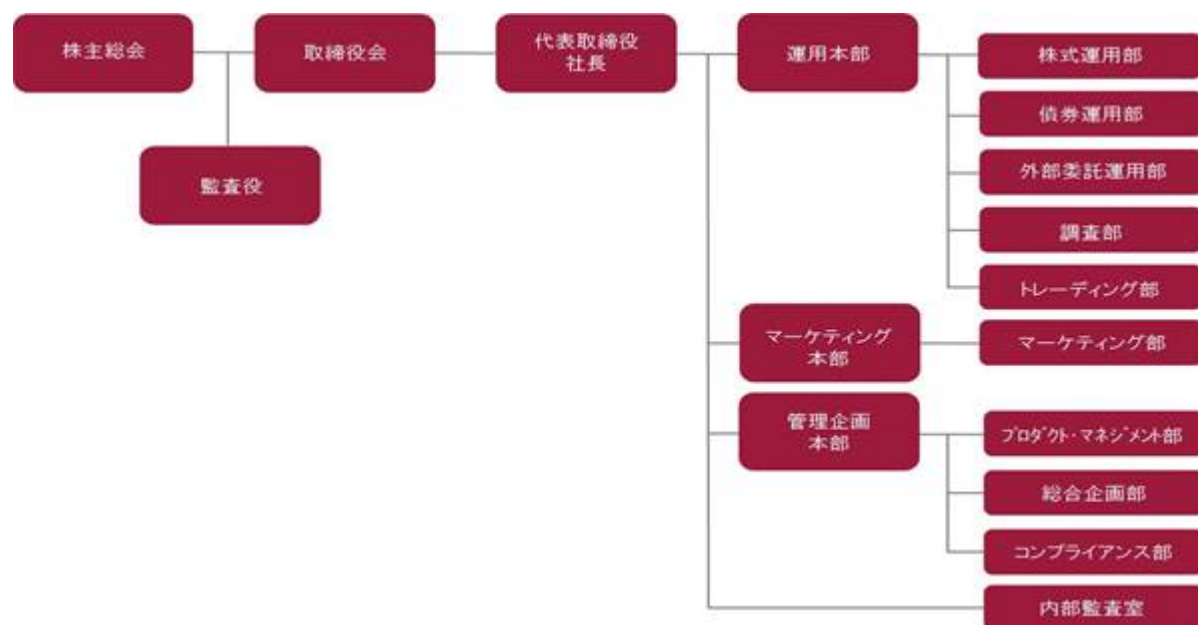 株主総会
取締役会
代表取締役
社長
監査役
運用本部
株式運用部
債券運用部
外部委託運用部
調査部
トレーディング部
マーケティング
本部
マーケティング部
管理企画
本部
プロダクト・マネジメント部
総合企画部
コンプライアンス部
内部監査室